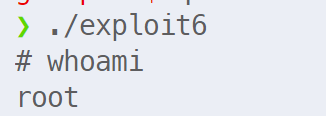 ❯ ./exploit6
# whoami
root